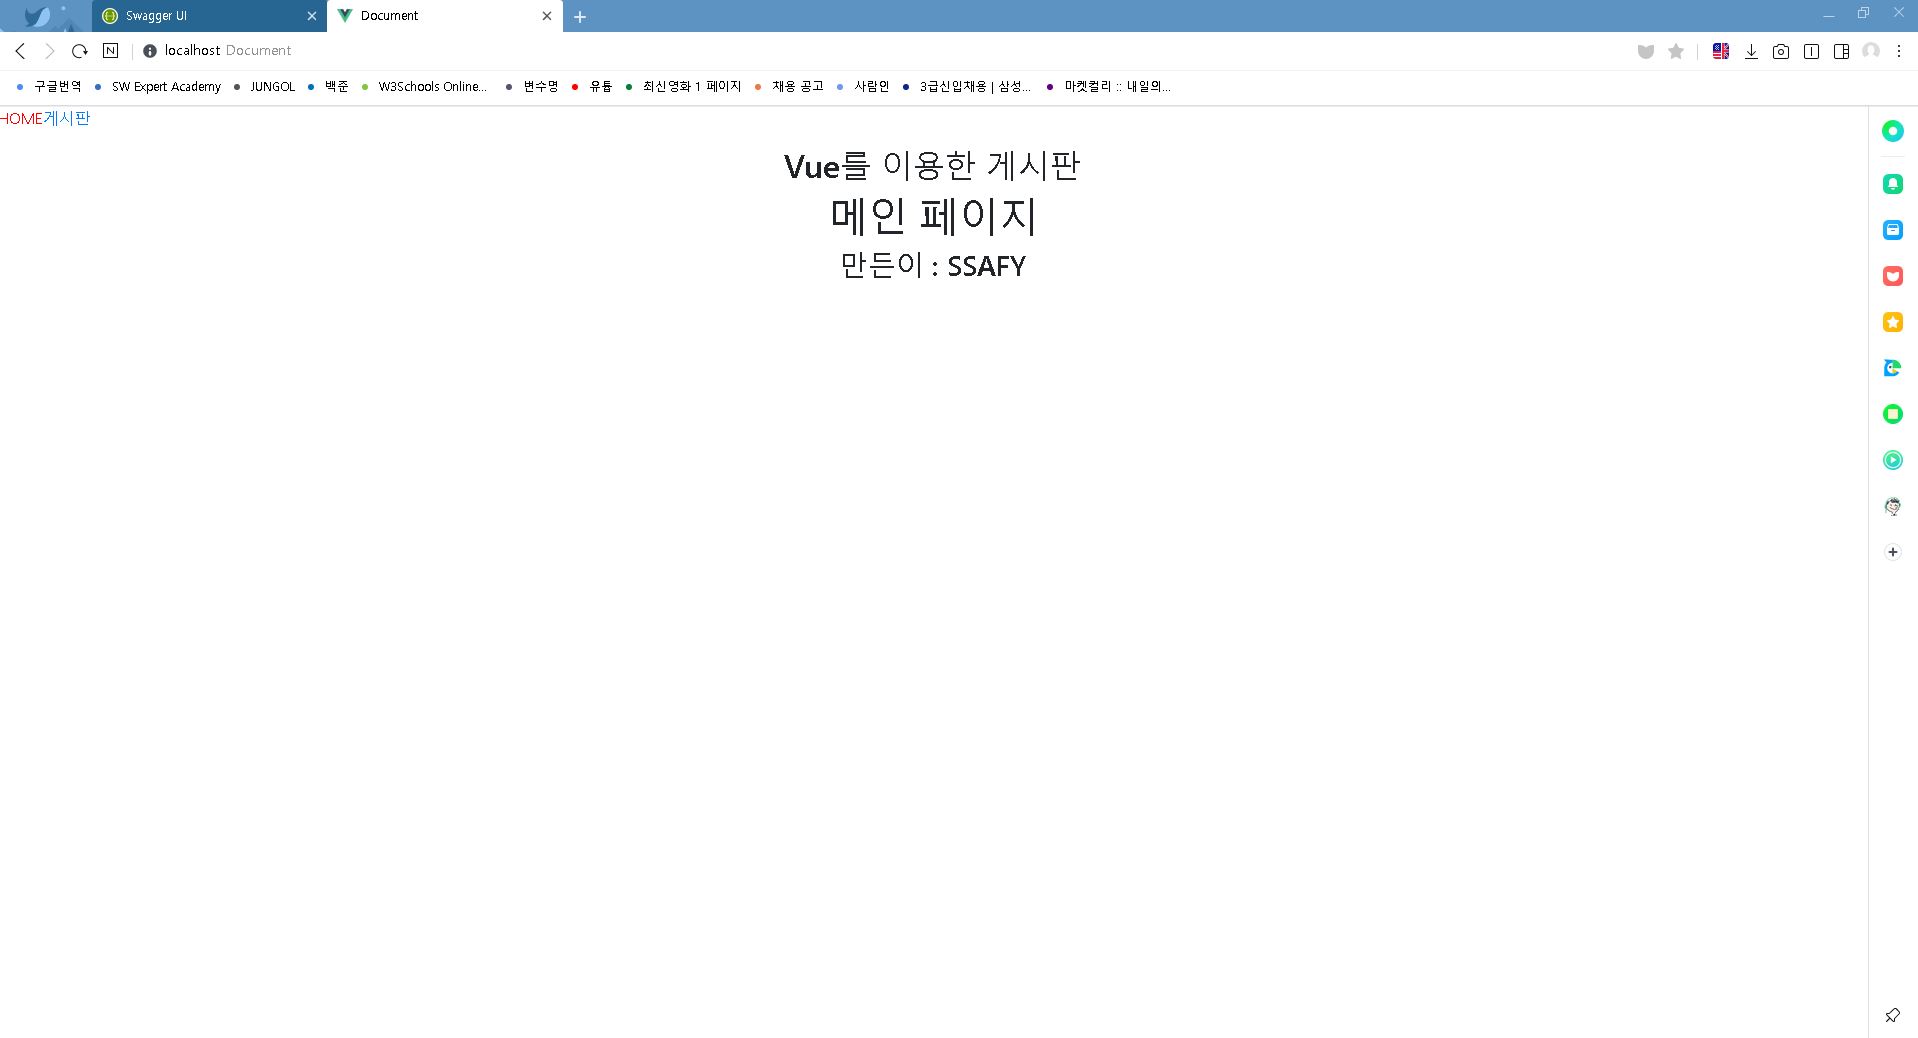 Swagger UI
Document
localhost Document
구글번역 SW Expert Academy JUNGOL 백준 W3Schools Online... 변수명 유튭 최신영화 1 페이지 채용 공고 사람인 3급신입채용 | 삼성... 마켓컬리 :: 내일의...
HOME게시판
Vue를 이용한 게시판
메인 페이지
만든이 : SSAFY